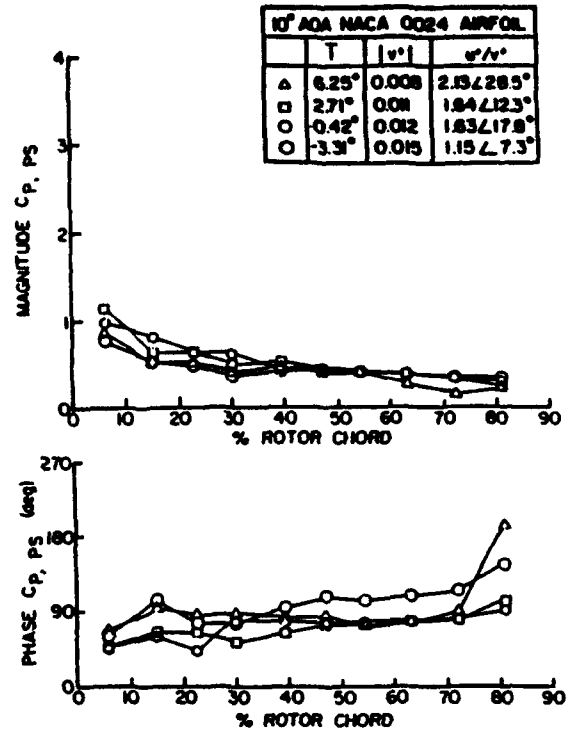 10° AOA NACA 0024 AIRFOIL
T |v⁺| u⁺/v⁺
△ 6.25° 0.008 2.13∠28.5°
□ 2.71° 0.011 1.64∠12.3°
○ -0.42° 0.012 1.63∠17.8°
○ -3.31° 0.015 1.15∠7.3°
MAGNITUDE CP, PS
4
3
2
1
0
10 20 30 40 50 60 70 80 90
% ROTOR CHORD
PHASE CP, PS (deg)
270
180
90
0
10 20 30 40 50 60 70 80 90
% ROTOR CHORD